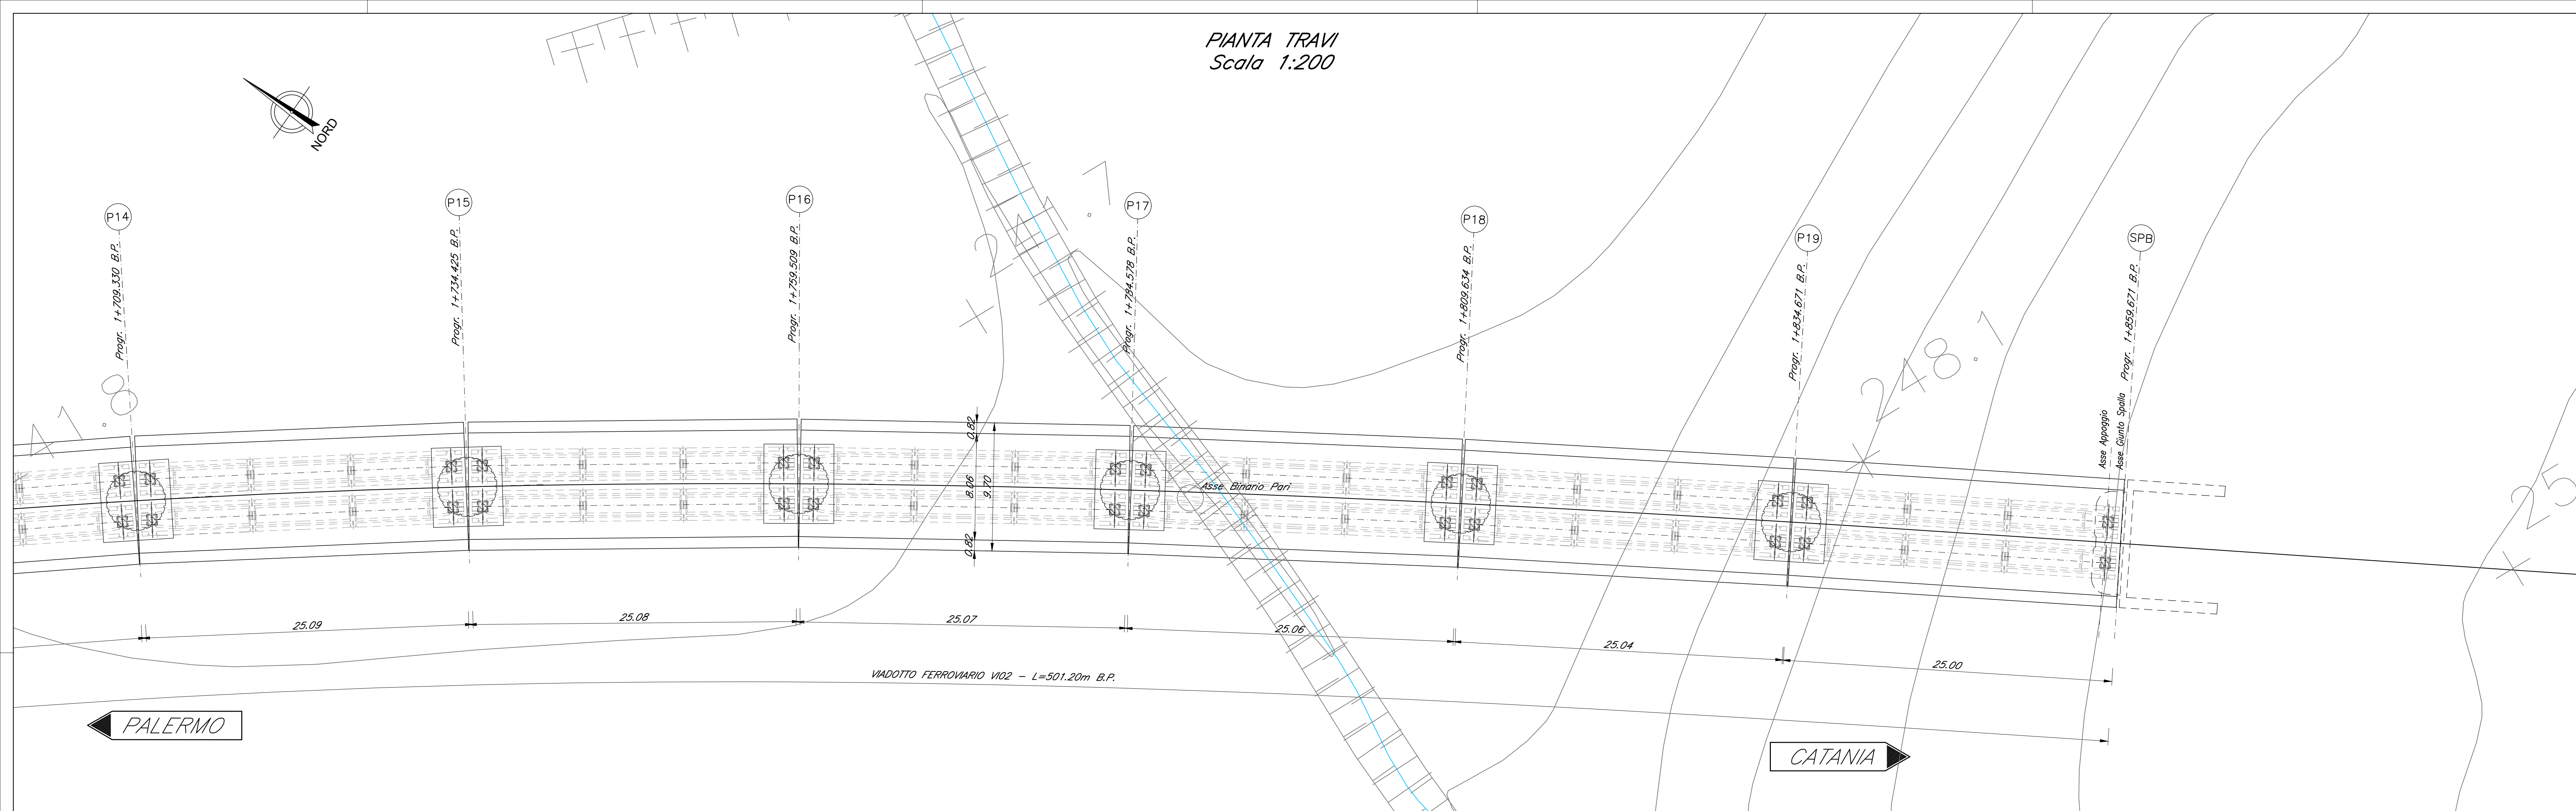 PIANTA TRAVI
Scala 1:200
NORD
P14
P15
P16
P17
P18
P19
SPB
Progr. 1+709.330 B.P.
Progr. 1+734.425 B.P.
Progr. 1+759.509 B.P.
Progr. 1+784.578 B.P.
Progr. 1+809.634 B.P.
Progr. 1+834.671 B.P.
Asse Appoggio
Asse Giunto Spalla Progr. 1+859.671 B.P.
248.1
0.82
8.06
9.70
0.82
Asse Binario Pari
25.09
25.08
25.07
25.06
25.04
25.00
VIADOTTO FERROVIARIO VI02 - L=501.20m B.P.
PALERMO
CATANIA